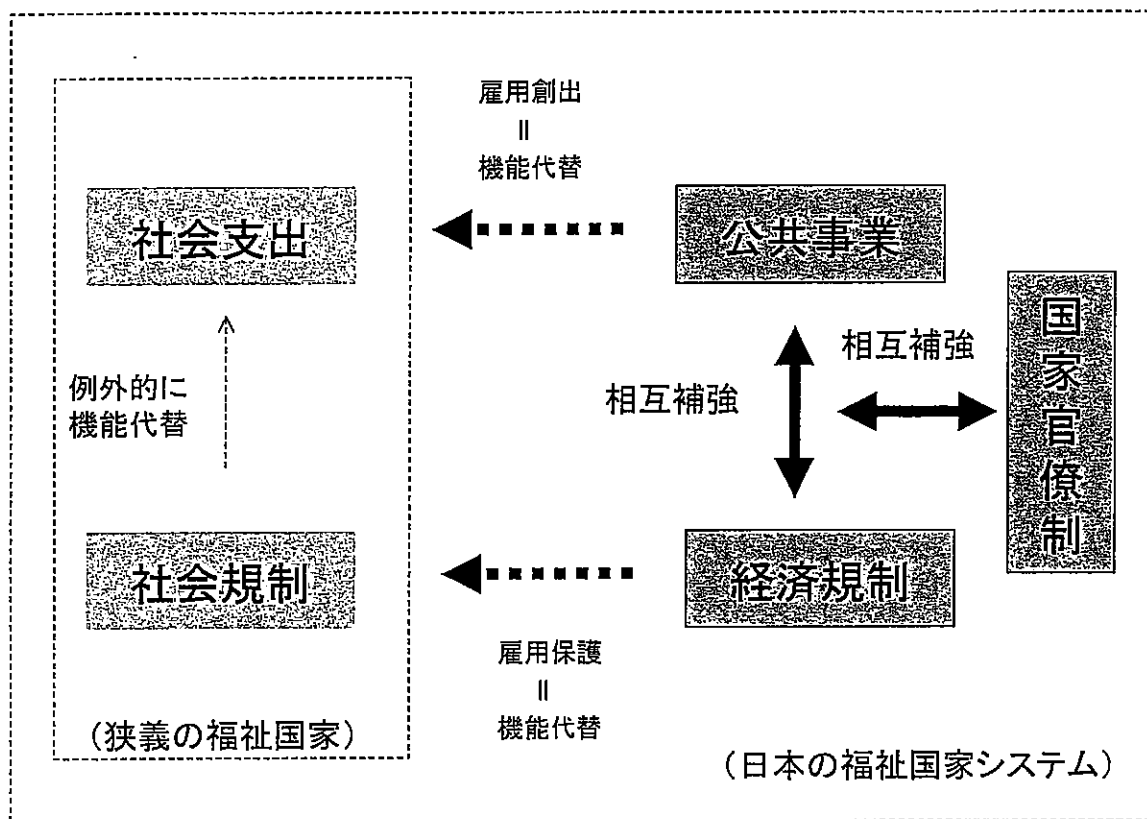 雇用創出
＝
機能代替
社会支出
公共事業
国家官僚制
相互補強
相互補強
例外的に
機能代替
社会規制
経済規制
雇用保護
＝
機能代替
（狭義の福祉国家）
（日本の福祉国家システム）